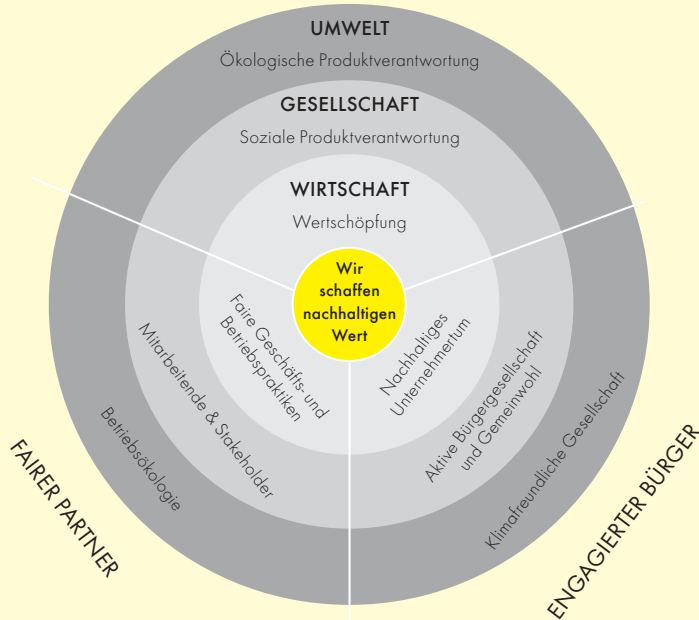 UMWELT
Ökologische Produktverantwortung
GESELLSCHAFT
Soziale Produktverantwortung
WIRTSCHAFT
Wertschöpfung
Wir
schaffen
nachhaltigen
Wert
Faire Geschäfts- und
Betriebspraktiken
Mitarbeitende & Stakeholder
Betriebsökologie
FAIRER PARTNER
Nachhaltiges
Unternehmertum
Aktive Bürgergesellschaft
und Gemeinwohl
Klimafreundliche Gesellschaft
ENGAGIERTER BÜRGER